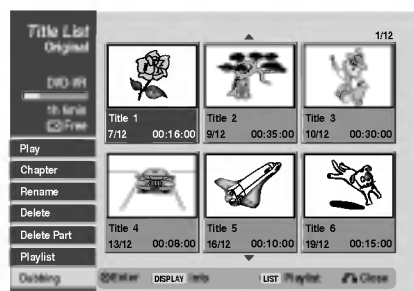 Title List
Original
1/12
DVD-VR
Free
Title 1
7/12 00:16:00
Title 2
9/12 00:35:00
Title 3
10/12 00:30:00
Play
Chapter
Rename
Delete
Delete Part
Playlist
Dubbing
Title 4
13/12 00:08:00
Title 5
16/12 00:10:00
Title 6
19/12 00:15:00
Enter DISPLAY Info LIST Playlist Close